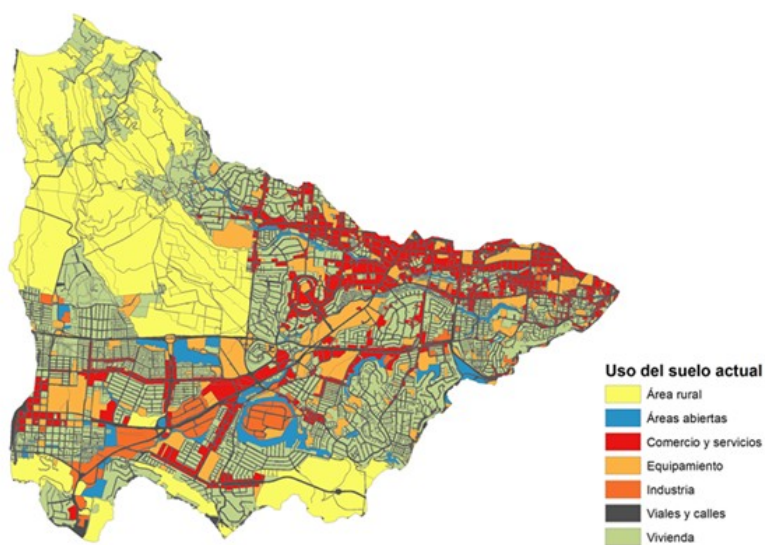 Uso del suelo actual
Área rural
Áreas abiertas
Comercio y servicios
Equipamiento
Industria
Viales y calles
Vivienda